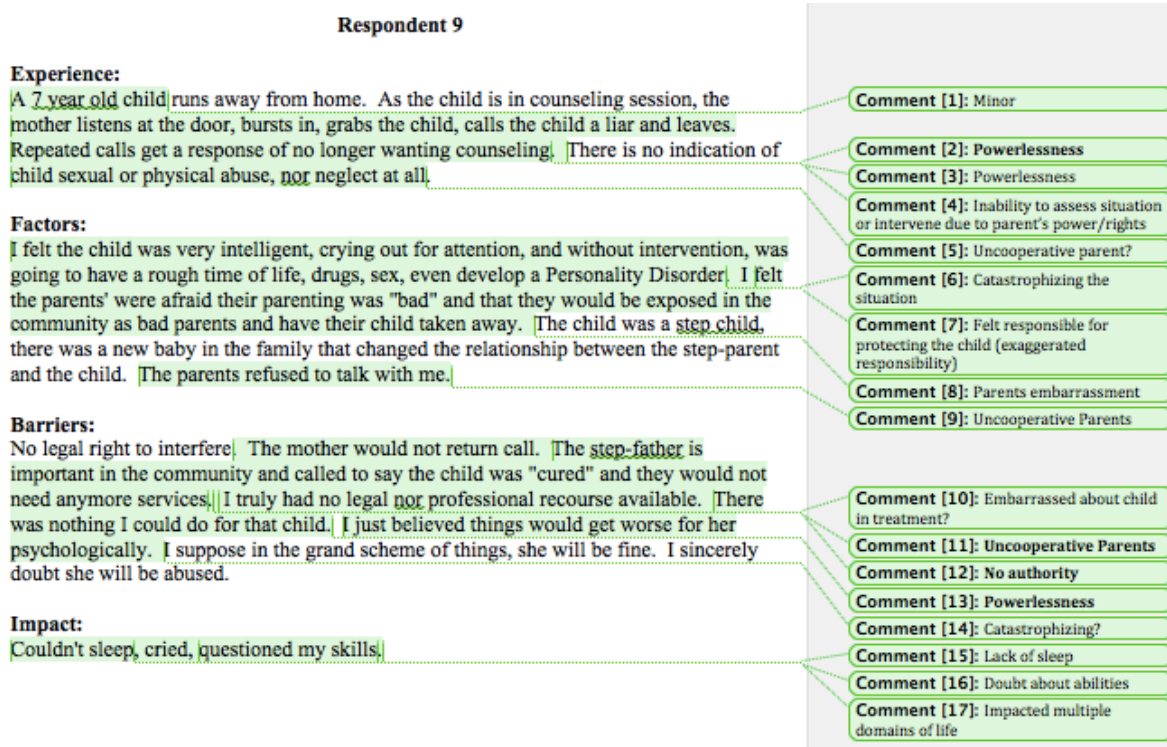 Respondent 9
Experience:
A 7 year old child runs away from home.  As the child is in counseling session, the
mother listens at the door, bursts in, grabs the child, calls the child a liar and leaves.
Repeated calls get a response of no longer wanting counseling.  There is no indication of
child sexual or physical abuse, nor neglect at all.
Factors:
I felt the child was very intelligent, crying out for attention, and without intervention, was
going to have a rough time of life, drugs, sex, even develop a Personality Disorder.  I felt
the parents' were afraid their parenting was "bad" and that they would be exposed in the
community as bad parents and have their child taken away.  The child was a step child,
there was a new baby in the family that changed the relationship between the step-parent
and the child.  The parents refused to talk with me.
Barriers:
No legal right to interfere.  The mother would not return call.  The step-father is
important in the community and called to say the child was "cured" and they would not
need anymore services.  I truly had no legal nor professional recourse available.  There
was nothing I could do for that child.  I just believed things would get worse for her
psychologically.  I suppose in the grand scheme of things, she will be fine.  I sincerely
doubt she will be abused.
Impact:
Couldn't sleep, cried, questioned my skills.
Comment [1]: Minor
Comment [2]: Powerlessness
Comment [3]: Powerlessness
Comment [4]: Inability to assess situation
or intervene due to parent's power/rights
Comment [5]: Uncooperative parent?
Comment [6]: Catastrophizing the
situation
Comment [7]: Felt responsible for
protecting the child (exaggerated
responsibility)
Comment [8]: Parents embarrassment
Comment [9]: Uncooperative Parents
Comment [10]: Embarrassed about child
in treatment?
Comment [11]: Uncooperative Parents
Comment [12]: No authority
Comment [13]: Powerlessness
Comment [14]: Catastrophizing?
Comment [15]: Lack of sleep
Comment [16]: Doubt about abilities
Comment [17]: Impacted multiple
domains of life